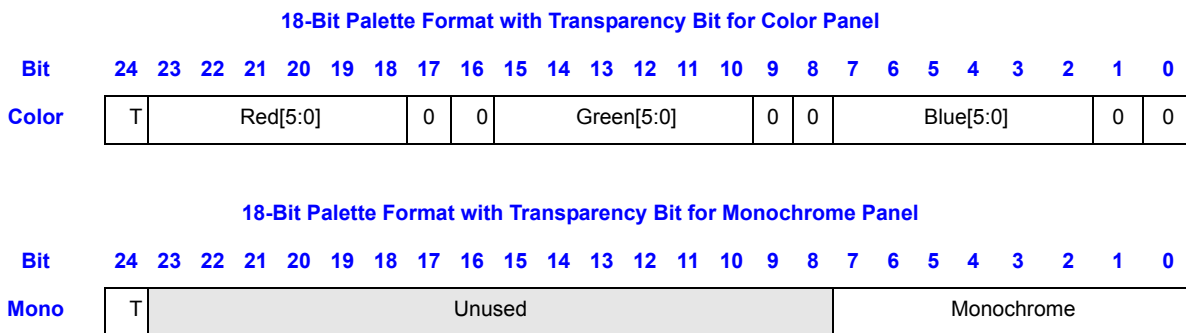 18-Bit Palette Format with Transparency Bit for Color Panel
Bit 24 23 22 21 20 19 18 17 16 15 14 13 12 11 10 9 8 7 6 5 4 3 2 1 0
Color T Red[5:0] 0 0 Green[5:0] 0 0 Blue[5:0] 0 0
18-Bit Palette Format with Transparency Bit for Monochrome Panel
Bit 24 23 22 21 20 19 18 17 16 15 14 13 12 11 10 9 8 7 6 5 4 3 2 1 0
Mono T Unused Monochrome